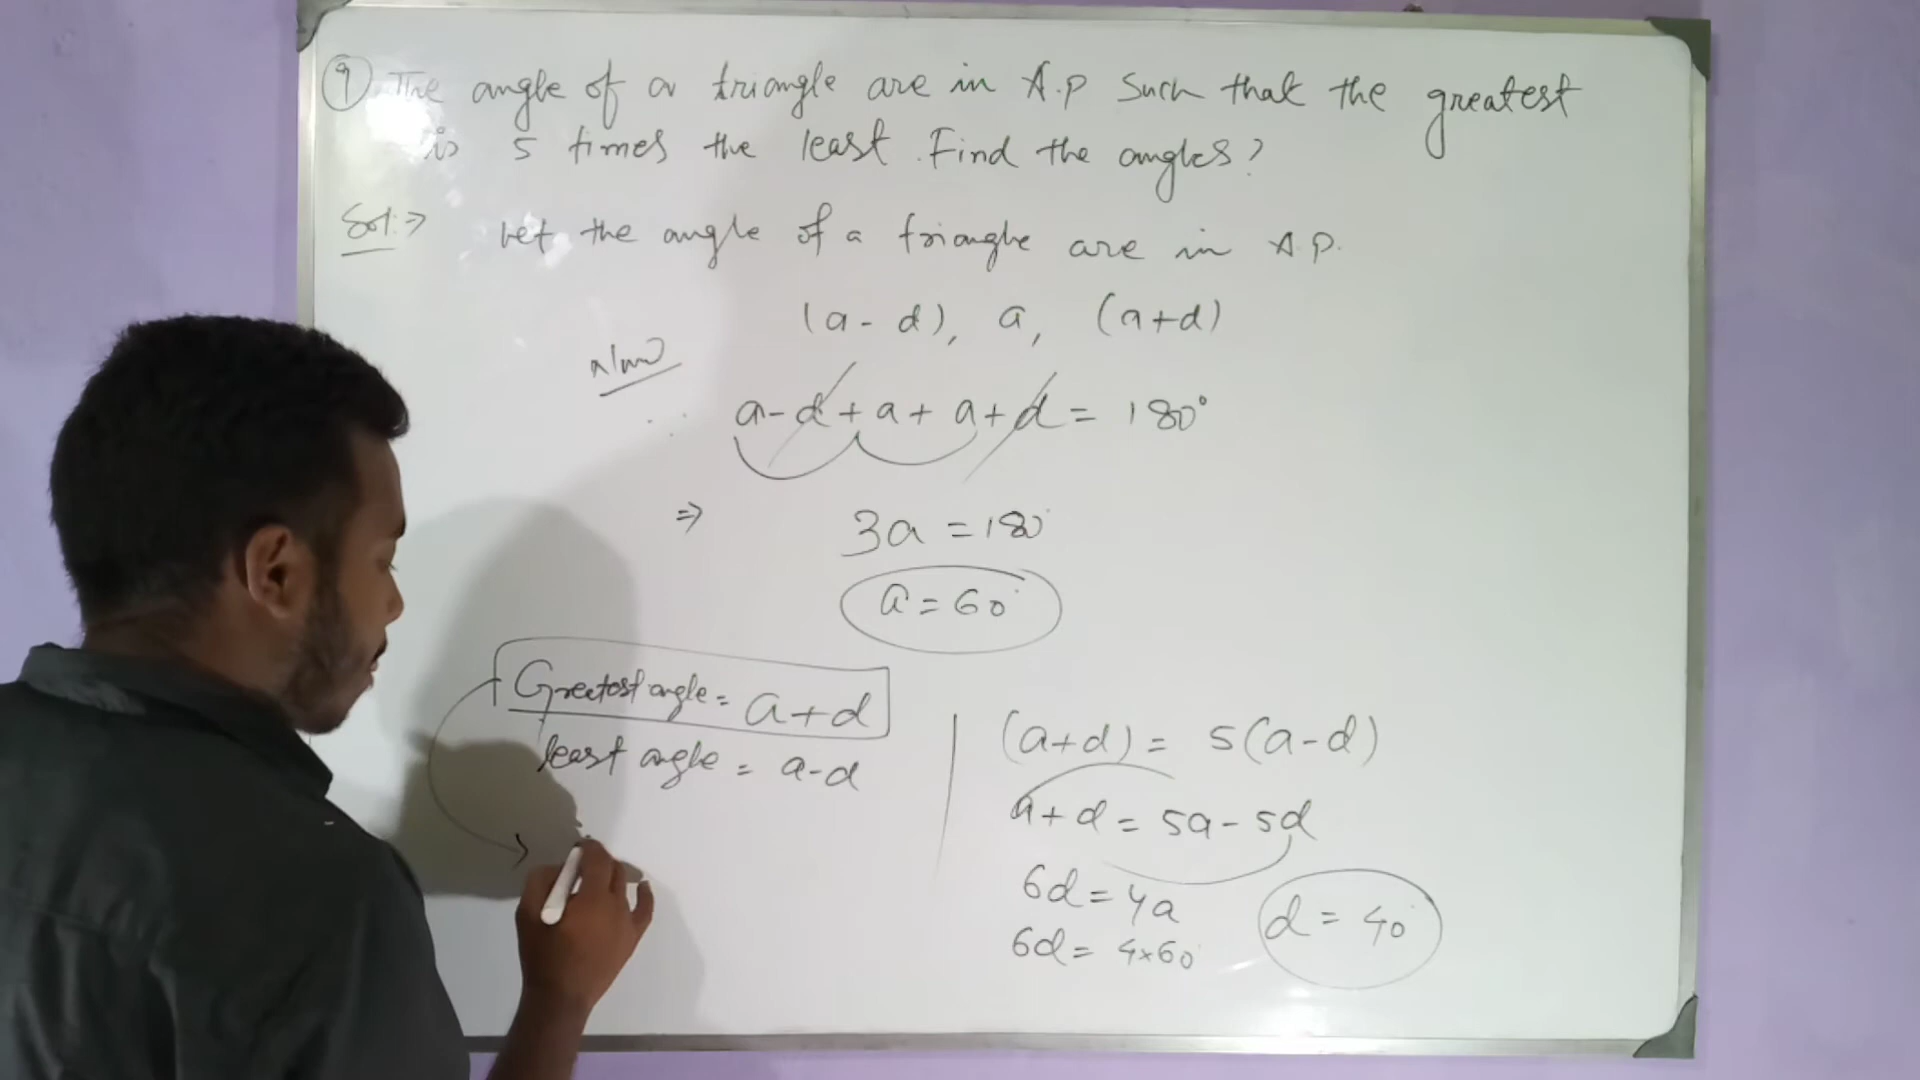 9 The angle of a triangle are in A.P such that the greatest
is 5 times the least. Find the angles?
Sol: ⇒ Let the angle of a triangle are in A.P.
(a - d), a, (a+d)
a-d + a + a+d = 180°
⇒ 3a = 180°
a = 60°
Greatest angle = a+d
least angle = a-d
(a+d) = 5(a-d)
a+d = 5a - 5d
6d = 4a
6d = 4×60°
d = 40°